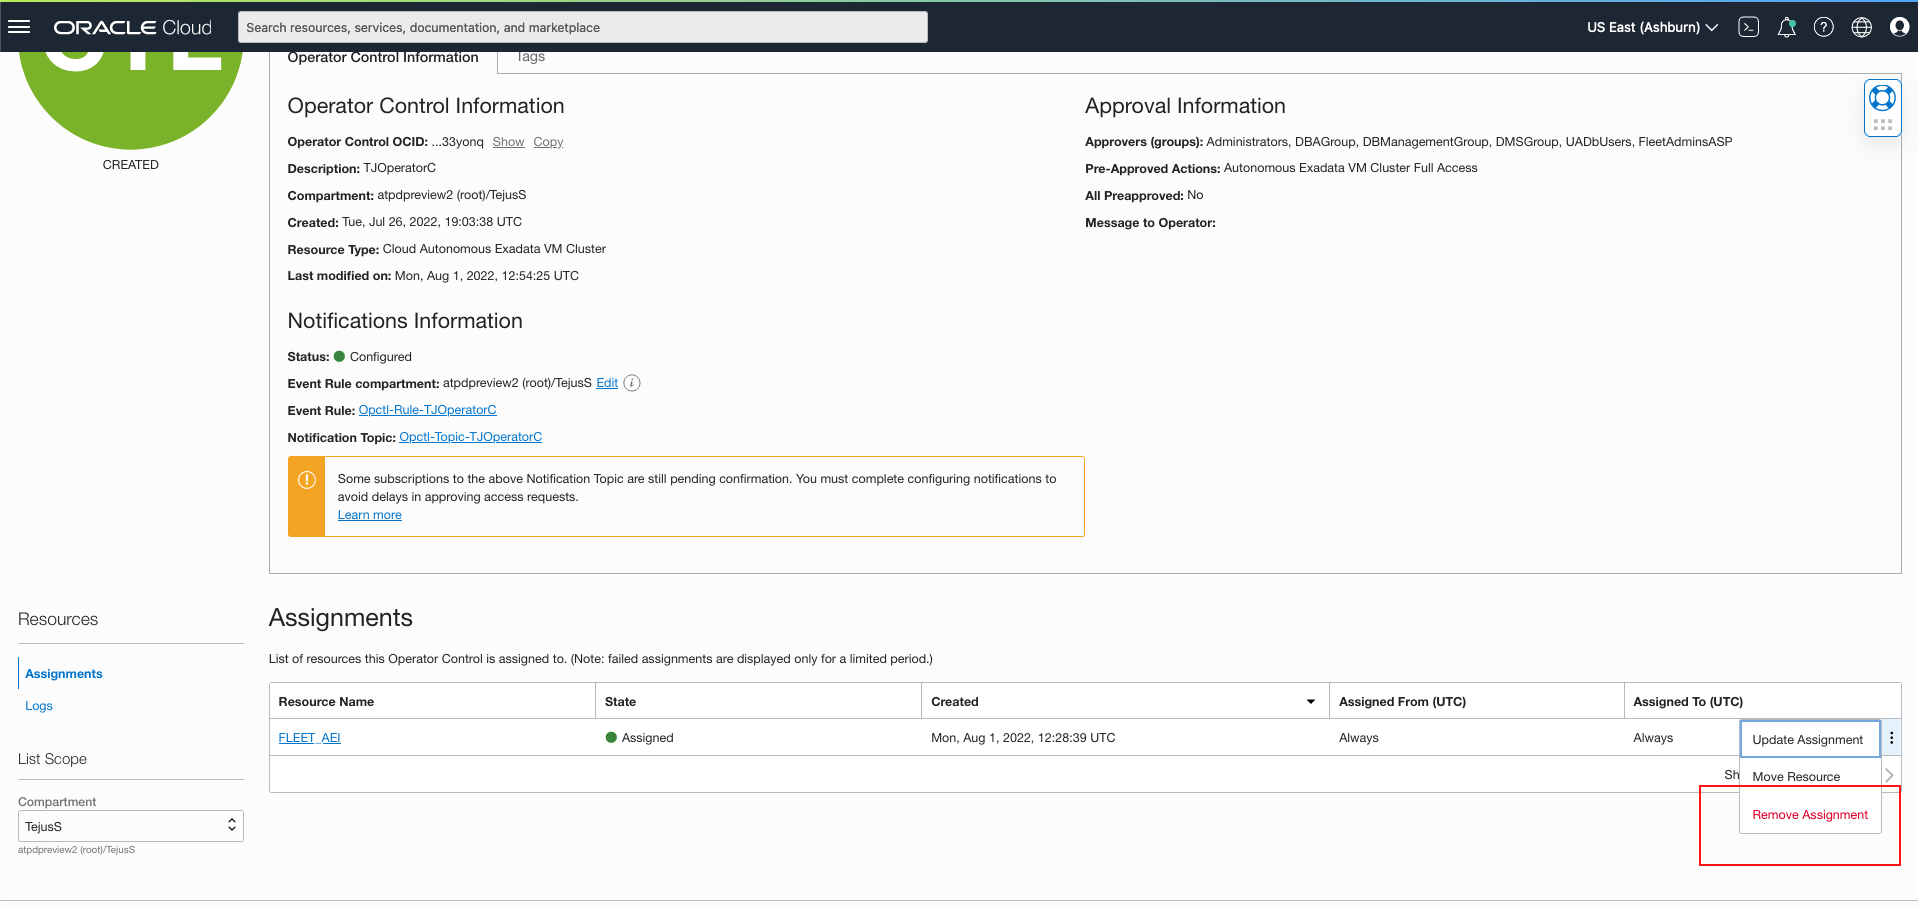 ORACLE Cloud
Search resources, services, documentation, and marketplace
US East (Ashburn)
CREATED
Operator Control Information
Tags
Operator Control Information
Operator Control OCID: ...33yonq Show Copy
Description: TJOperatorC
Compartment: atpdpreview2 (root)/TejusS
Created: Tue, Jul 26, 2022, 19:03:38 UTC
Resource Type: Cloud Autonomous Exadata VM Cluster
Last modified on: Mon, Aug 1, 2022, 12:54:25 UTC
Approval Information
Approvers (groups): Administrators, DBAGroup, DBManagementGroup, DMSGroup, UADbUsers, FleetAdminsASP
Pre-Approved Actions: Autonomous Exadata VM Cluster Full Access
All Preapproved: No
Message to Operator:
Notifications Information
Status: Configured
Event Rule compartment: atpdpreview2 (root)/TejusS Edit
Event Rule: Opctl-Rule-TJOperatorC
Notification Topic: Opctl-Topic-TJOperatorC
Some subscriptions to the above Notification Topic are still pending confirmation. You must complete configuring notifications to
avoid delays in approving access requests.
Learn more
Resources
Assignments
Logs
List Scope
Compartment
TejusS
atpdpreview2 (root)/TejusS
Assignments
List of resources this Operator Control is assigned to. (Note: failed assignments are displayed only for a limited period.)
Resource Name State Created Assigned From (UTC) Assigned To (UTC)
FLEET_AEI Assigned Mon, Aug 1, 2022, 12:28:39 UTC Always Always
Update Assignment
Move Resource
Remove Assignment